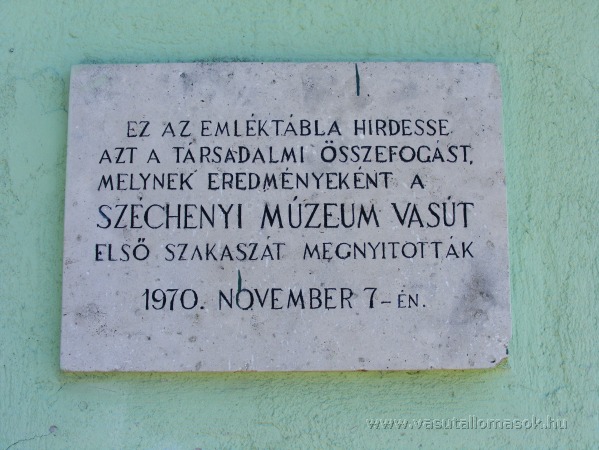 EZ AZ EMLÉKTÁBLA HIRDESSE
AZT A TÁRSADALMI ÖSSZEFOGÁST,
MELYNEK EREDMÉNYEKÉNT A
SZÉCHENYI MÚZEUM VASÚT
ELSŐ SZAKASZÁT MEGNYITOTTÁK
1970. NOVEMBER 7-ÉN.
www.vasutallomasok.hu